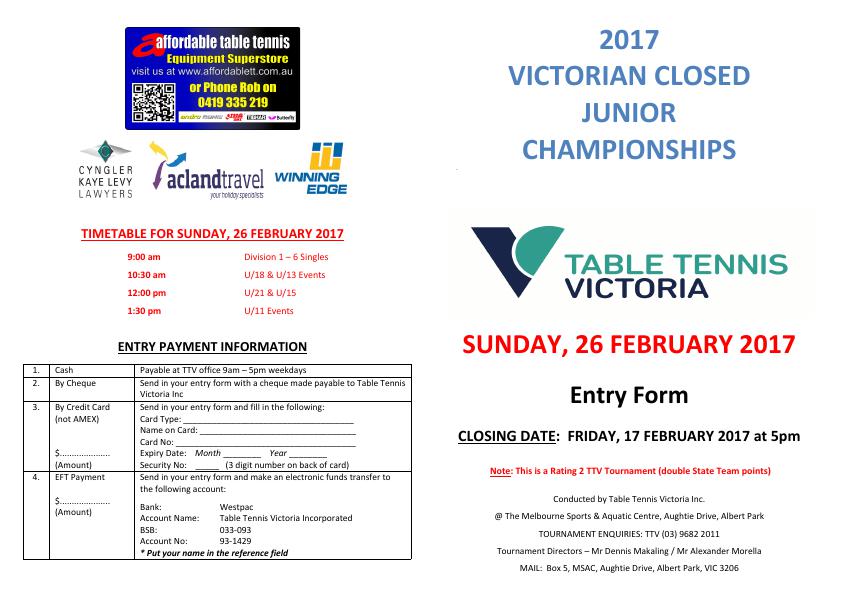 affordable table tennis
Equipment Superstore
visit us at www.affordablett.com.au
or Phone Rob on
0419 335 219
CYNGLER
KAYE LEVY
LAWYERS
aclandtravel
your holiday specialists
WINNING
EDGE
TIMETABLE FOR SUNDAY, 26 FEBRUARY 2017
9:00 am Division 1 – 6 Singles
10:30 am U/18 & U/13 Events
12:00 pm U/21 & U/15
1:30 pm U/11 Events
ENTRY PAYMENT INFORMATION
1. Cash Payable at TTV office 9am – 5pm weekdays
2. By Cheque Send in your entry form with a cheque made payable to Table Tennis
Victoria Inc
3. By Credit Card Send in your entry form and fill in the following:
(not AMEX) Card Type: ___________________________________
Name on Card: ________________________________
Card No: _____________________________________
$..................... Expiry Date: Month ________ Year ________
(Amount) Security No: _____ (3 digit number on back of card)
4. EFT Payment Send in your entry form and make an electronic funds transfer to
the following account:
$.....................
(Amount) Bank: Westpac
Account Name: Table Tennis Victoria Incorporated
BSB: 033-093
Account No: 93-1429
* Put your name in the reference field
2017
VICTORIAN CLOSED
JUNIOR
CHAMPIONSHIPS
TABLE TENNIS
VICTORIA
SUNDAY, 26 FEBRUARY 2017
Entry Form
CLOSING DATE: FRIDAY, 17 FEBRUARY 2017 at 5pm
Note: This is a Rating 2 TTV Tournament (double State Team points)
Conducted by Table Tennis Victoria Inc.
@ The Melbourne Sports & Aquatic Centre, Aughtie Drive, Albert Park
TOURNAMENT ENQUIRIES: TTV (03) 9682 2011
Tournament Directors – Mr Dennis Makaling / Mr Alexander Morella
MAIL: Box 5, MSAC, Aughtie Drive, Albert Park, VIC 3206